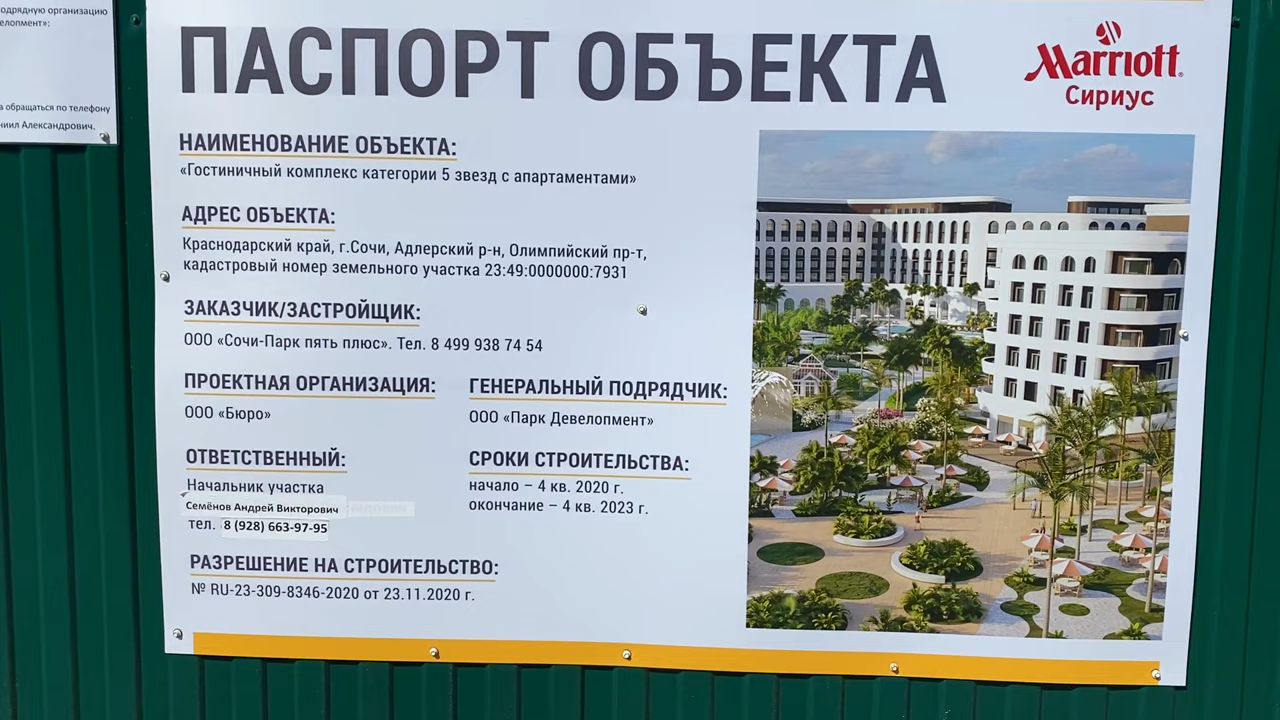 одрядную организацию
елопмент»:
а обращаться по телефону
ниил Александрович.
ПАСПОРТ ОБЪЕКТА
Marriott
Сириус
НАИМЕНОВАНИЕ ОБЪЕКТА:
«Гостиничный комплекс категории 5 звезд с апартаментами»
АДРЕС ОБЪЕКТА:
Краснодарский край, г.Сочи, Адлерский р-н, Олимпийский пр-т,
кадастровый номер земельного участка 23:49:0000000:7931
ЗАКАЗЧИК/ЗАСТРОЙЩИК:
ООО «Сочи-Парк пять плюс». Тел. 8 499 938 74 54
ПРОЕКТНАЯ ОРГАНИЗАЦИЯ:
ООО «Бюро»
ГЕНЕРАЛЬНЫЙ ПОДРЯДЧИК:
ООО «Парк Девелопмент»
ОТВЕТСТВЕННЫЙ:
Начальник участка
Семёнов Андрей Викторович
тел. 8 (928) 663-97-95
СРОКИ СТРОИТЕЛЬСТВА:
начало – 4 кв. 2020 г.
окончание – 4 кв. 2023 г.
РАЗРЕШЕНИЕ НА СТРОИТЕЛЬСТВО:
№ RU-23-309-8346-2020 от 23.11.2020 г.